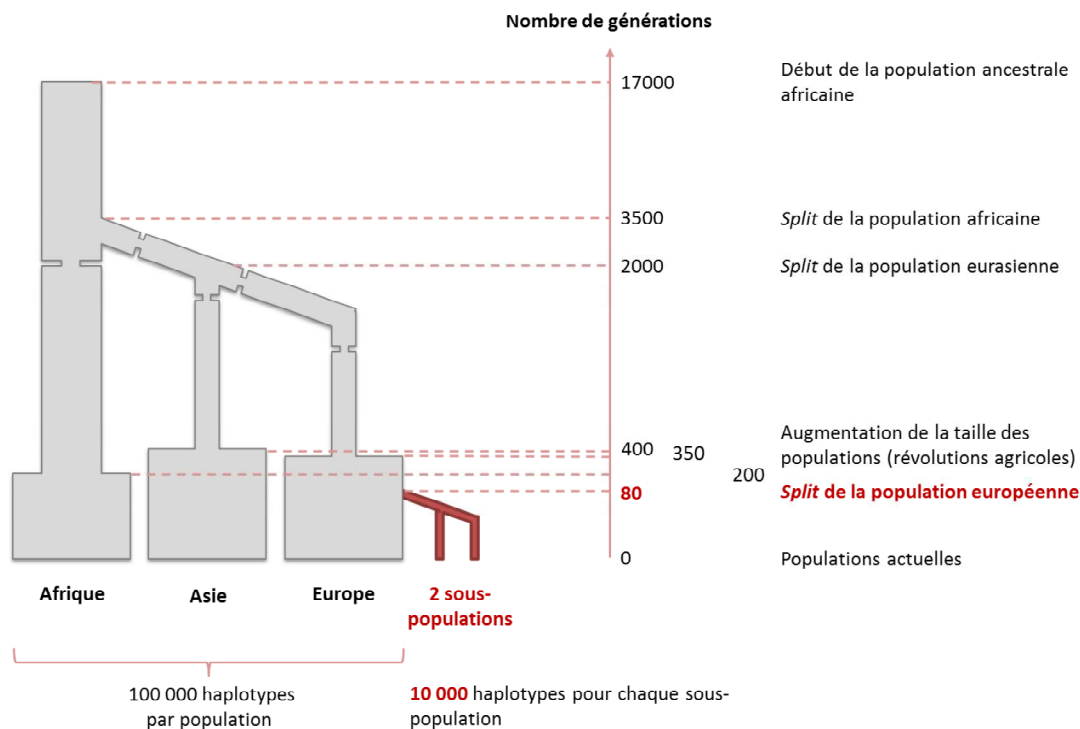 Nombre de générations
17000
Début de la population ancestrale
africaine
3500
Split de la population africaine
2000
Split de la population eurasienne
400
350
200
Augmentation de la taille des
populations (révolutions agricoles)
80
Split de la population européenne
0
Populations actuelles
Afrique
Asie
Europe
2 sous-
populations
100 000 haplotypes
par population
10 000 haplotypes pour chaque sous-
population